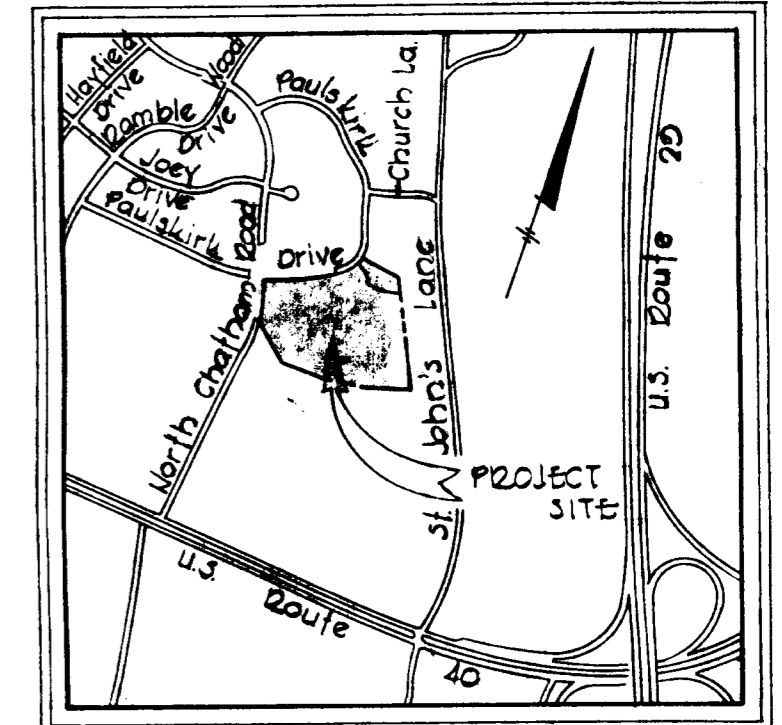 Hayfield
Drive
Ramble
Wood
Drive
Paulskirk
Church La.
Joey
Drive
Paulskirk
Drive
North Chatham Road
St. John's Lane
U.S. Route 29
PROJECT
SITE
U.S. Route 40